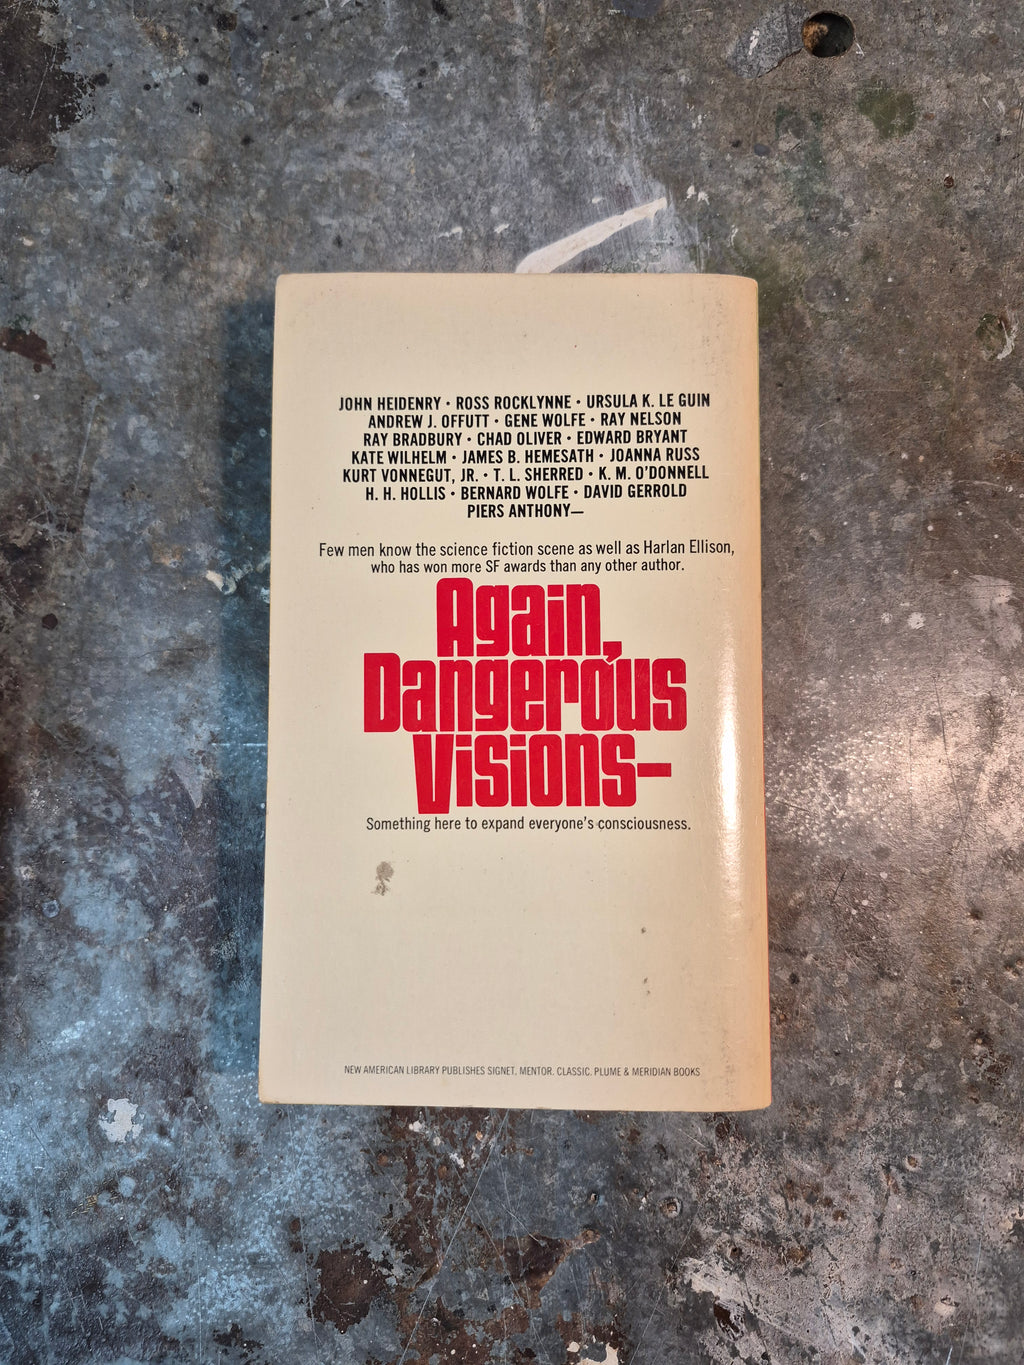 JOHN HEIDENRY • ROSS ROCKLYNNE • URSULA K. LE GUIN
ANDREW J. OFFUTT • GENE WOLFE • RAY NELSON
RAY BRADBURY • CHAD OLIVER • EDWARD BRYANT
KATE WILHELM • JAMES B. HEMESATH • JOANNA RUSS
KURT VONNEGUT, JR. • T. L. SHERRED • K. M. O'DONNELL
H. H. HOLLIS • BERNARD WOLFE • DAVID GERROLD
PIERS ANTHONY—
Few men know the science fiction scene as well as Harlan Ellison,
who has won more SF awards than any other author.
Again,
Dangerous
Visions—
Something here to expand everyone's consciousness.
NEW AMERICAN LIBRARY PUBLISHES SIGNET, MENTOR, CLASSIC, PLUME & MERIDIAN BOOKS